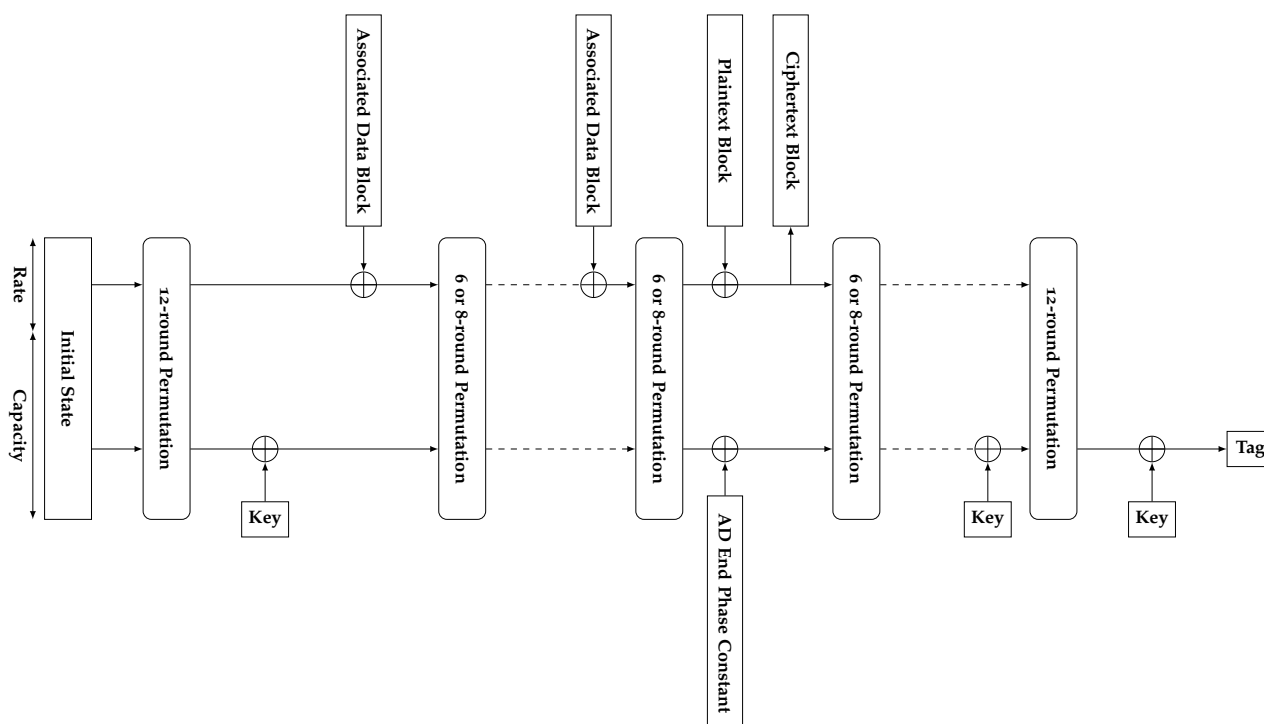 Associated Data Block
Associated Data Block
Plaintext Block
Ciphertext Block
Rate
Capacity
Initial State
12-round Permutation
6 or 8-round Permutation
6 or 8-round Permutation
6 or 8-round Permutation
12-round Permutation
Tag
Key
Key
Key
AD End Phase Constant